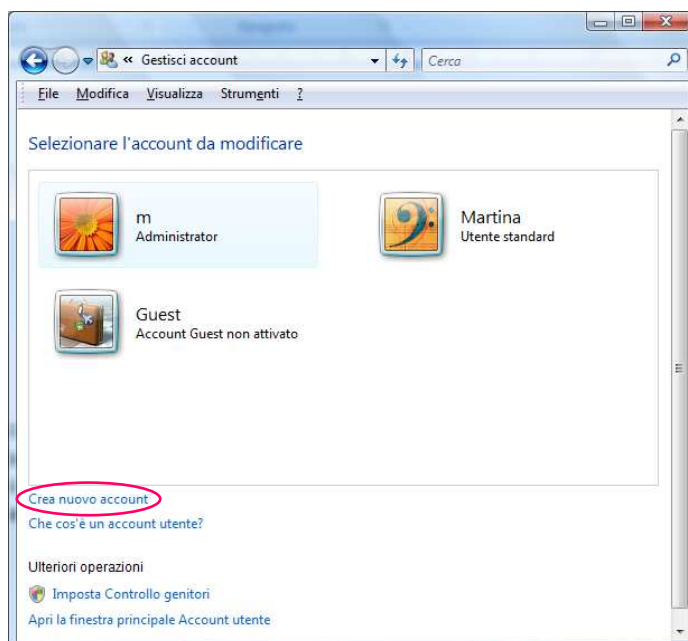 « Gestisci account
Cerca
File Modifica Visualizza Strumenti ?
Selezionare l'account da modificare
m
Administrator
Martina
Utente standard
Guest
Account Guest non attivato
Crea nuovo account
Che cos'è un account utente?
Ulteriori operazioni
Imposta Controllo genitori
Apri la finestra principale Account utente